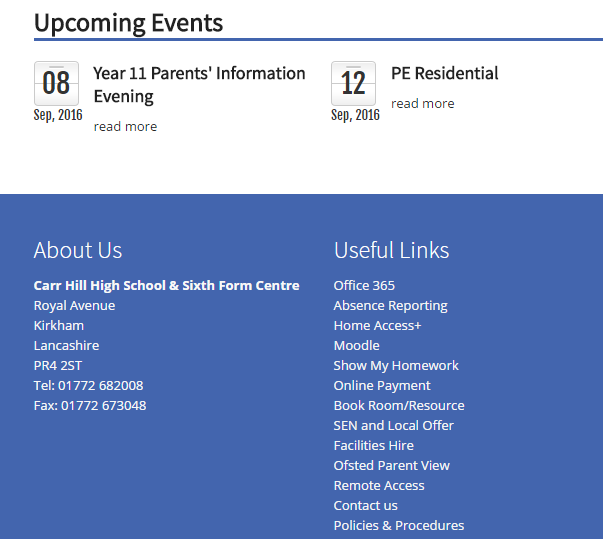 Upcoming Events
08
Sep, 2016
Year 11 Parents' Information
Evening
read more
12
Sep, 2016
PE Residential
read more
About Us
Carr Hill High School & Sixth Form Centre
Royal Avenue
Kirkham
Lancashire
PR4 2ST
Tel: 01772 682008
Fax: 01772 673048
Useful Links
Office 365
Absence Reporting
Home Access+
Moodle
Show My Homework
Online Payment
Book Room/Resource
SEN and Local Offer
Facilities Hire
Ofsted Parent View
Remote Access
Contact us
Policies & Procedures